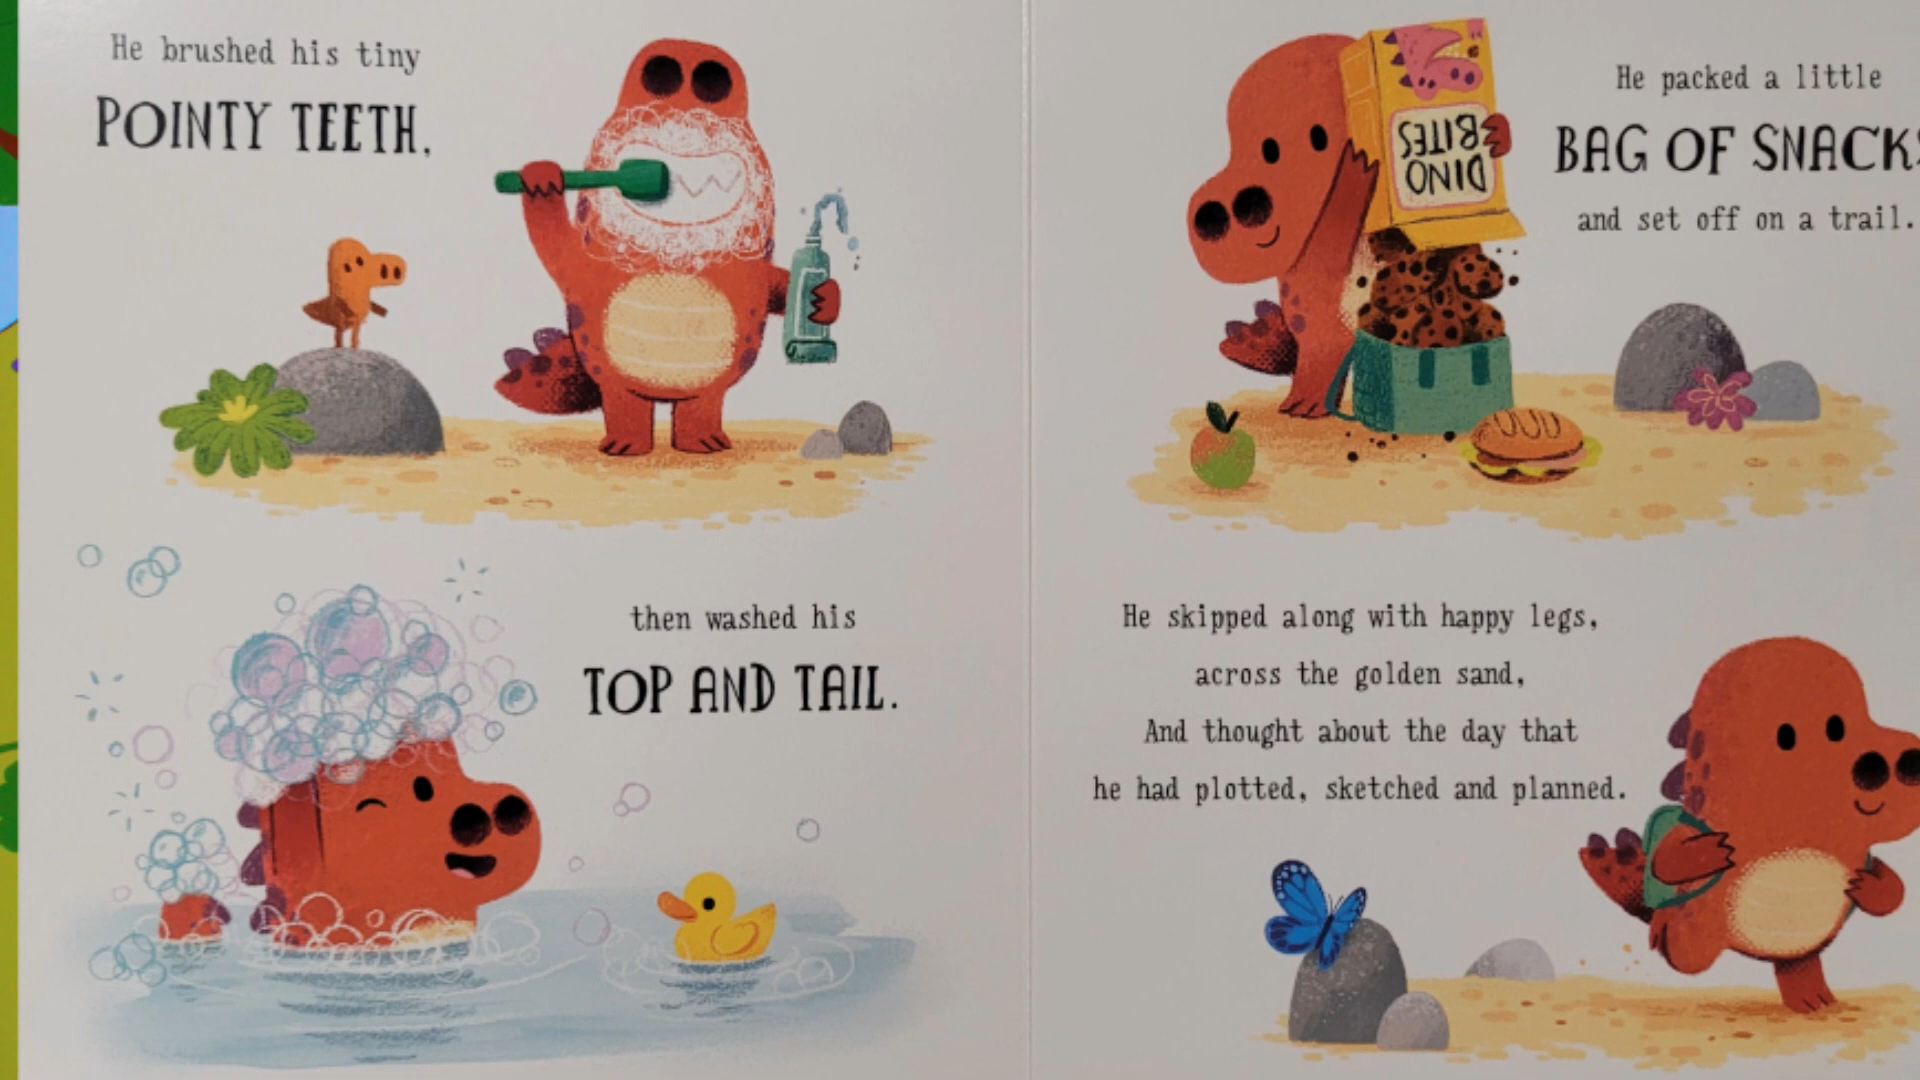 He brushed his tiny
POINTY TEETH,
then washed his
TOP AND TAIL.
DINO
BITES
He packed a little
BAG OF SNACKS
and set off on a trail.
He skipped along with happy legs,
across the golden sand,
And thought about the day that
he had plotted, sketched and planned.